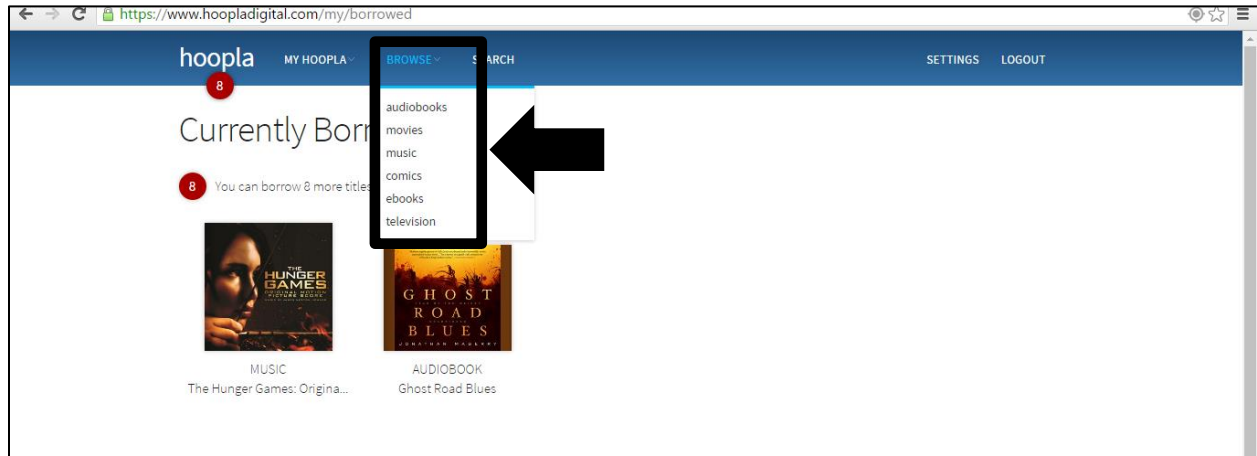 https://www.hoopladigital.com/my/borrowed
hoopla MY HOOPLA BROWSE SEARCH SETTINGS LOGOUT
8
audiobooks
Currently Borr
movies
music
comics
8 You can borrow 8 more titles
ebooks
television
THE
HUNGER
GAMES
ORIGINAL MOTION
PICTURE SCORE
GHOST
ROAD
BLUES
JONATHAN MABERRY
MUSIC AUDIOBOOK
The Hunger Games: Origina... Ghost Road Blues